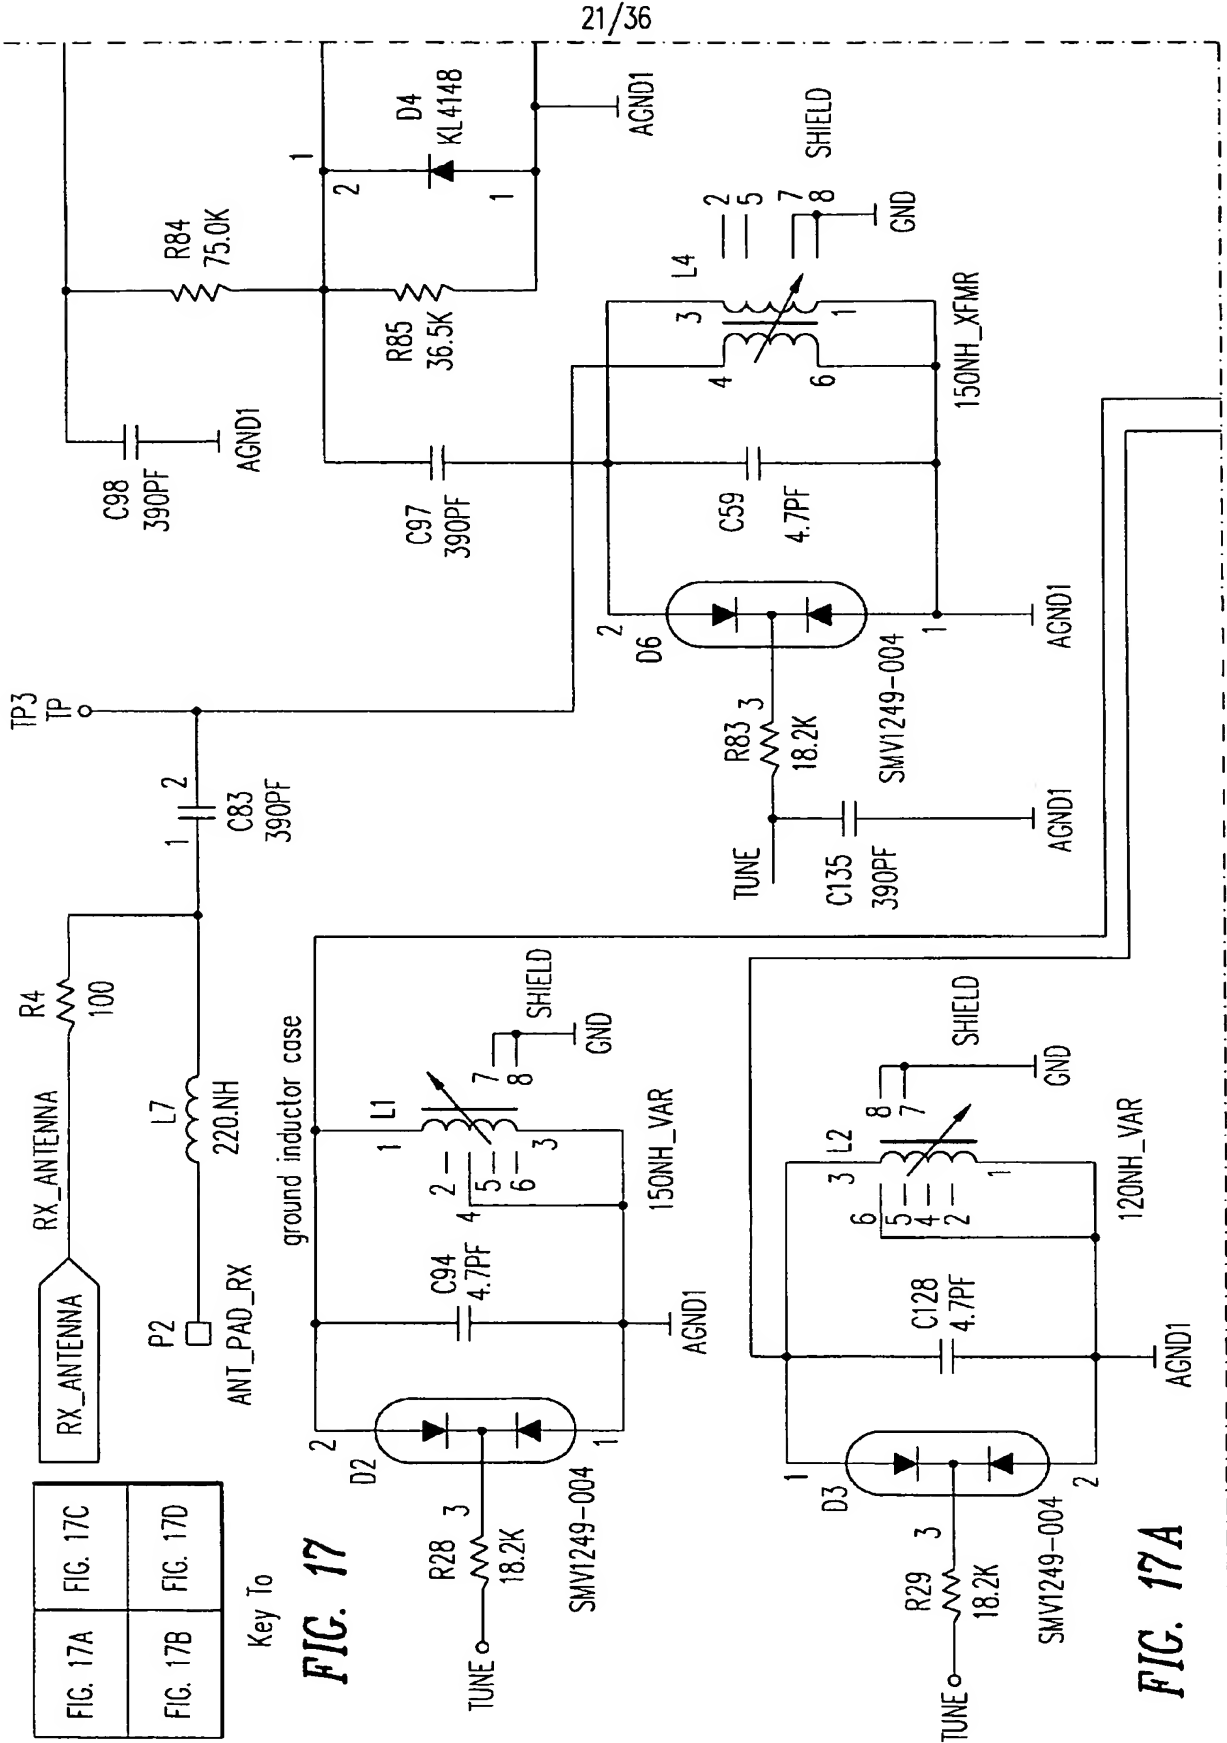 21/36
FIG. 17A
FIG. 17C
FIG. 17B
FIG. 17D
Key To
FIG. 17
RX_ANTENNA
RX_ANTENNA
R4
100
P2
ANT_PAD_RX
L7
220.NH
1
2
C83
390PF
TP3
TP
C98
390PF
AGND1
R84
75.0K
1
C97
390PF
R85
36.5K
2
1
D4
KL4148
AGND1
ground inductor case
2
D2
1
R28
3
18.2K
TUNE
SMV1249-004
C94
4.7PF
AGND1
1
L1
2
4
5
6
3
7
8
SHIELD
GND
150NH_VAR
TUNE
R83
3
18.2K
C135
390PF
AGND1
2
D6
1
SMV1249-004
AGND1
C59
4.7PF
3
L4
4
6
1
2
5
7
8
SHIELD
GND
150NH_XFMR
1
D3
2
R29
3
18.2K
TUNE
SMV1249-004
C128
4.7PF
AGND1
3
L2
6
5
4
2
1
8
7
SHIELD
GND
120NH_VAR
FIG. 17A